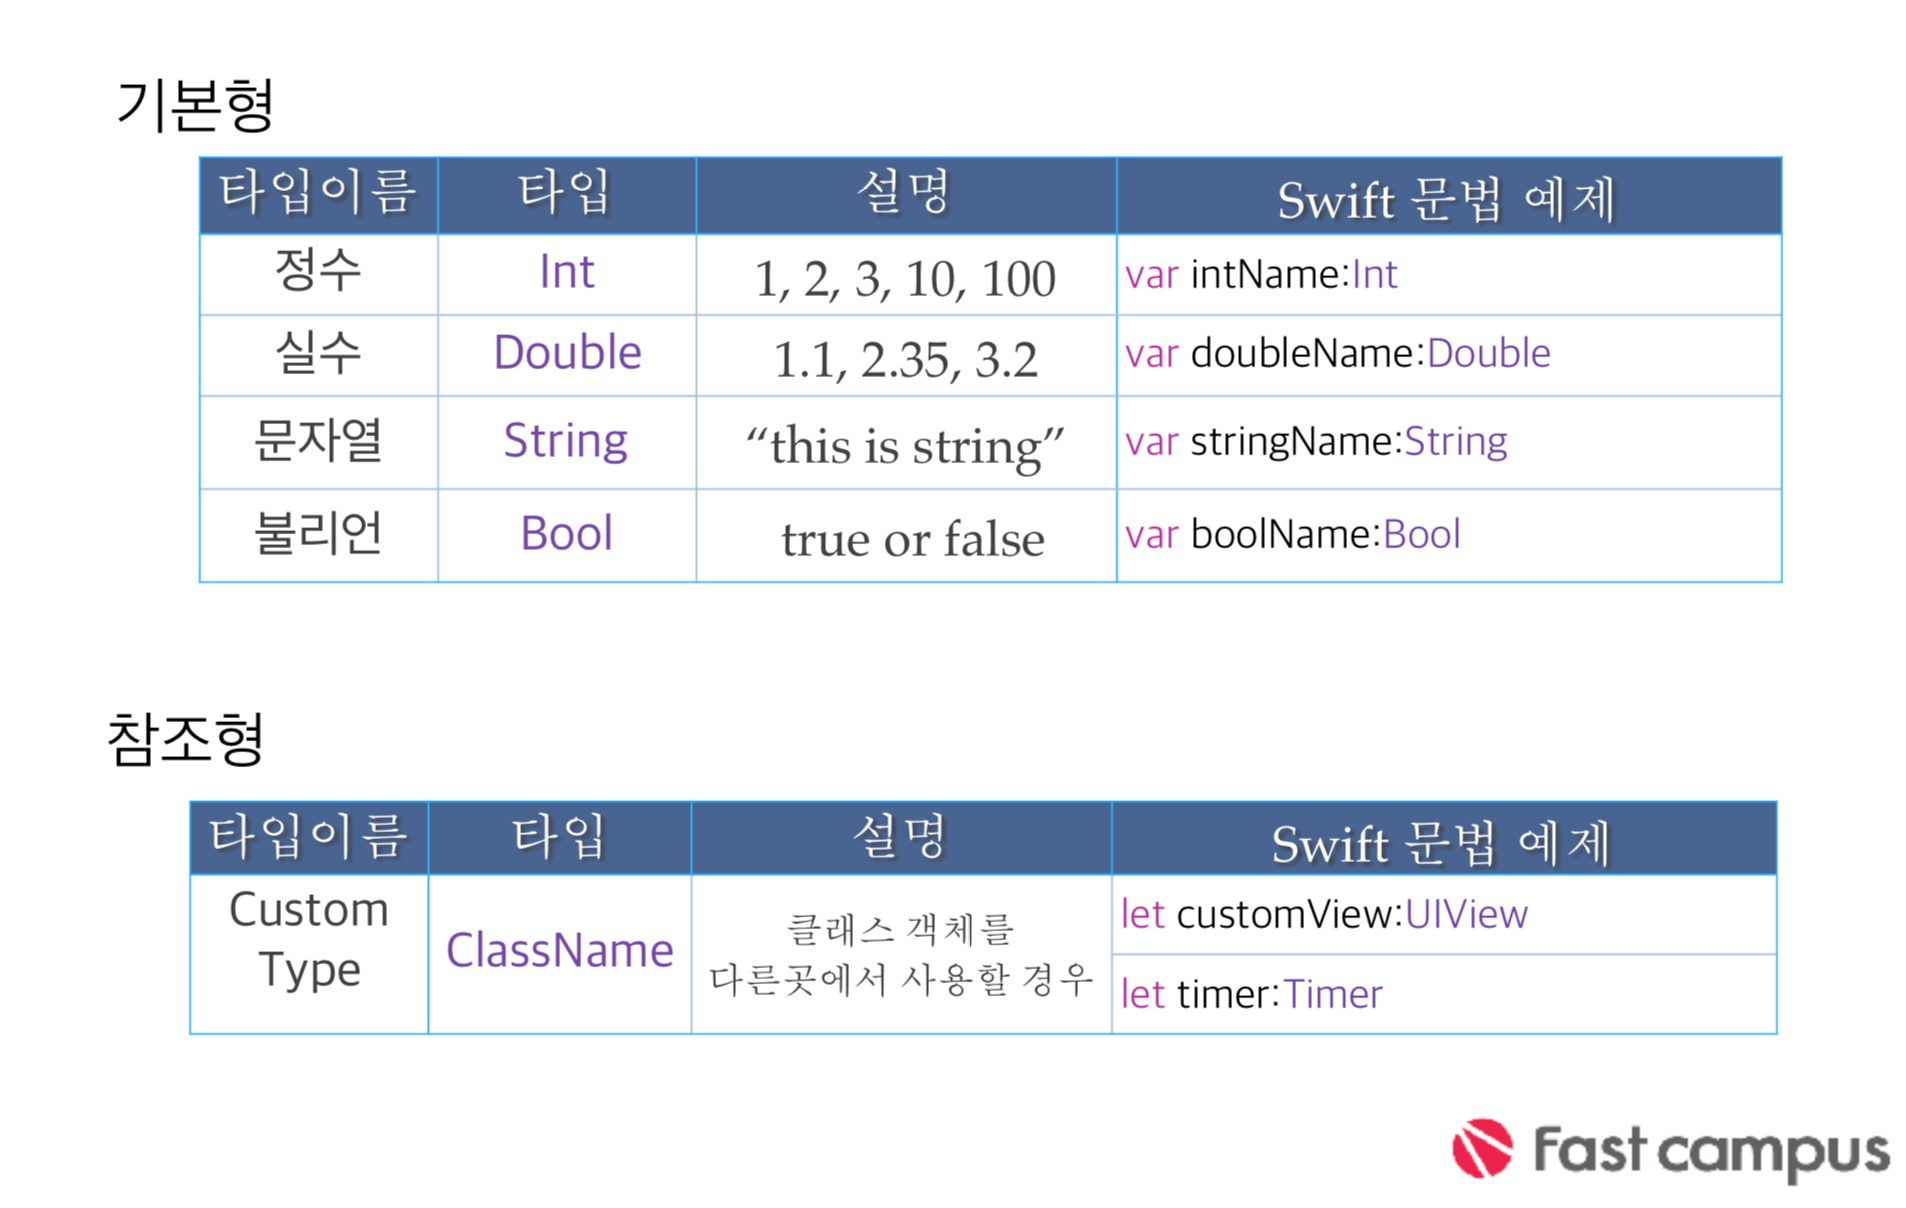 기본형
타입이름 타입 설명 Swift 문법 예제
정수 Int 1, 2, 3, 10, 100 var intName:Int
실수 Double 1.1, 2.35, 3.2 var doubleName:Double
문자열 String “this is string” var stringName:String
불리언 Bool true or false var boolName:Bool
참조형
타입이름 타입 설명 Swift 문법 예제
Custom
Type
ClassName
클래스 객체를
다른곳에서 사용할 경우
let customView:UIView
let timer:Timer
Fast campus